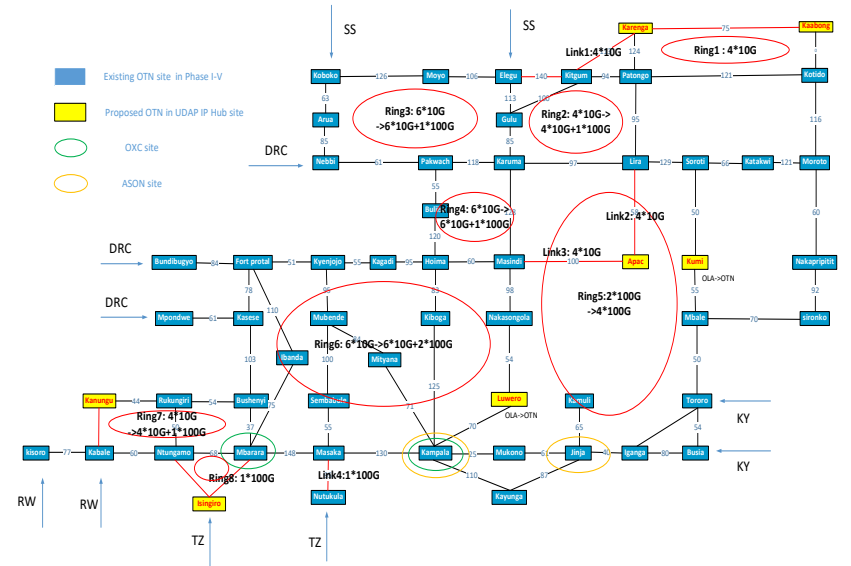 SS
SS
Karenga
75
Kaabong
Link1:4*10G
124
Ring1 : 4*10G
Existing OTN site in Phase I-V
Koboko
126
Moyo
106
Elegu
140
Kitgum
94
Patongo
121
Kotido
63
113
100
Proposed OTN in UDAP IP Hub site
Ring3: 6*10G
->6*10G+1*100G
Ring2: 4*10G->
4*10G+1*100G
Arua
Gulu
95
116
OXC site
85
85
DRC
Nebbi
61
Pakwach
118
Karuma
97
Lira
129
Soroti
66
Katakwi
121
Moroto
ASON site
55
Ring4: 6*10G->
6*10G+1*100G
Link2: 4*10G
50
60
120
DRC
Link3: 4*10G
Bundibugyo
84
Fort protal
51
Kyenjojo
55
Kagadi
95
Hoima
60
Masindi
100
Apac
Kumi
Nakapripitit
OLA->OTN
78
98
55
92
110
Ring5:2*100G
->4*100G
DRC
Mpondwe
61
Kasese
Mubende
Kiboga
Nakasongola
Mbale
70
sironko
Ring6: 6*10G->6*10G+2*100G
103
Ibanda
100
Mityana
54
50
125
Kanungu
44
Rukungiri
54
Bushenyi
75
Sembabule
71
Luwero
Kamuli
Tororo
KY
OLA->OTN
Ring7: 4*10G
->4*10G+1*100G
37
55
70
65
54
kisoro
77
Kabale
60
Ntungamo
68
Mbarara
148
Masaka
130
Kampala
25
Mukono
Jinja
40
Iganga
80
Busia
KY
Ring8: 1*100G
Link4:1*100G
110
87
RW
RW
Isingiro
Nutukula
Kayunga
TZ
TZ